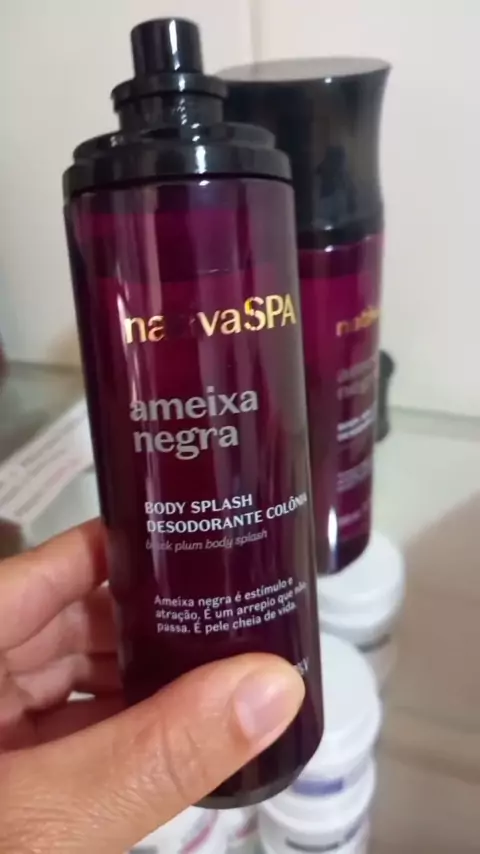 nativaSPA
ameixa
negra
BODY SPLASH
DESODORANTE COLÔNIA
black plum body splash
Ameixa negra é estímulo e
atração. É um arrepio que não
passa. É pele cheia de vida.